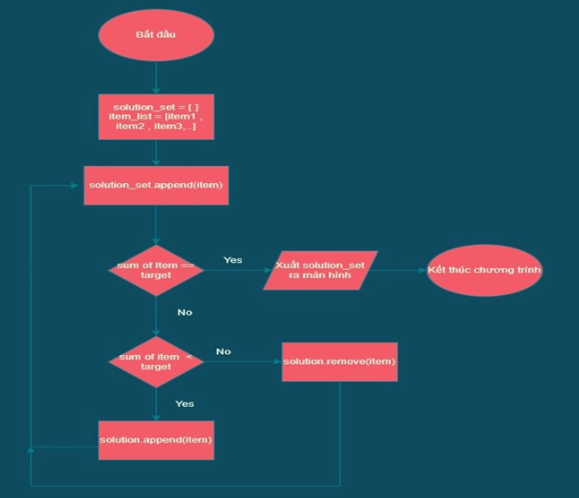 Bắt đầu
solution_set = [ ]
item_list = [item1 ,
item2 , item3,..]
solution_set.append(item)
sum of Item ==
target
Yes
Xuất solution_set
ra màn hình
Kết thúc chương trình
No
sum of item <
target
No
solution.remove(item)
Yes
solution.append(item)